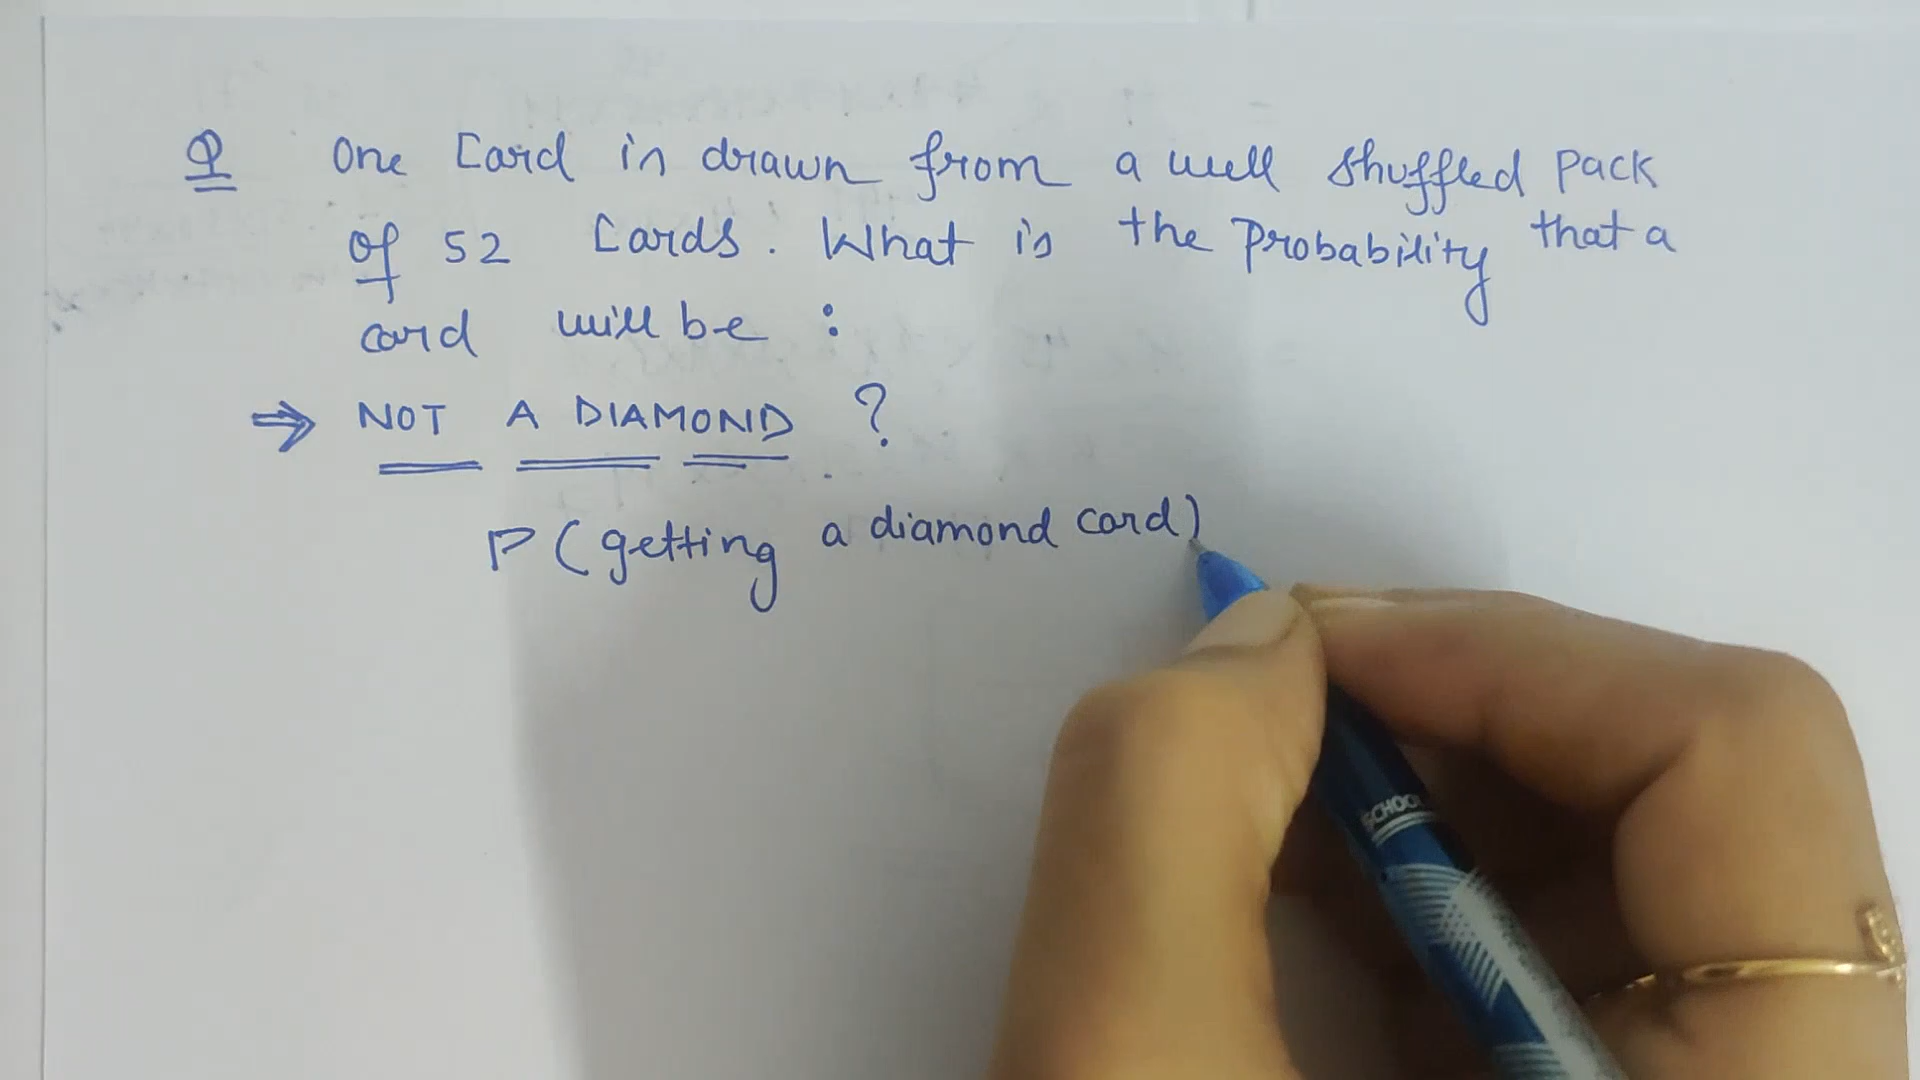 Q One Card is drawn from a well shuffled pack
of 52 Cards. What is the probability that a
card will be :
⇒ NOT A DIAMOND ?
P (getting a diamond card)
SCHOO